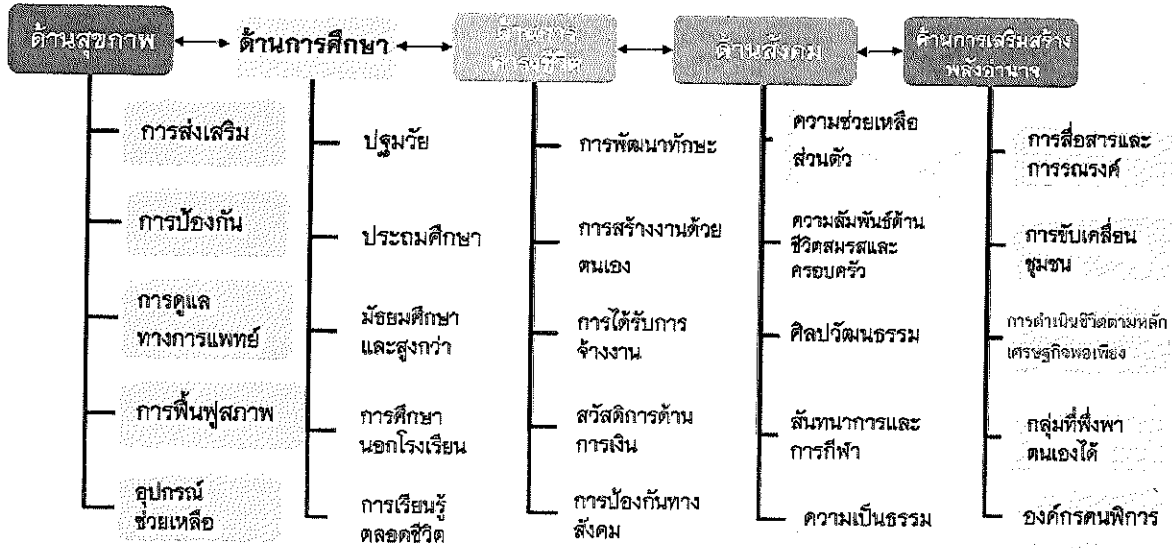 ด้านสุขภาพ
การส่งเสริม
การป้องกัน
การดูแล
ทางการแพทย์
การฟื้นฟูสภาพ
อุปกรณ์
ช่วยเหลือ
ด้านการศึกษา
ปฐมวัย
ประถมศึกษา
มัธยมศึกษา
และสูงกว่า
การศึกษา
นอกโรงเรียน
การเรียนรู้
ตลอดชีวิต
ด้านการ
การพัฒนาทักษะ
การสร้างงานด้วย
ตนเอง
การได้รับการ
จ้างงาน
สวัสดิการด้าน
การเงิน
การป้องกันทาง
สังคม
ด้านสังคม
ความช่วยเหลือ
ส่วนตัว
ความสัมพันธ์ด้าน
ชีวิตสมรสและ
ครอบครัว
ศิลปวัฒนธรรม
สันทนาการและ
การกีฬา
ความเป็นธรรม
ด้านการเสริมสร้าง
พลังอำนาจ
การสื่อสารและ
การรณรงค์
การขับเคลื่อน
ชุมชน
การดำเนินชีวิตตามหลัก
เศรษฐกิจพอเพียง
กลุ่มที่พึ่งพา
ตนเองได้
องค์กรคนพิการ